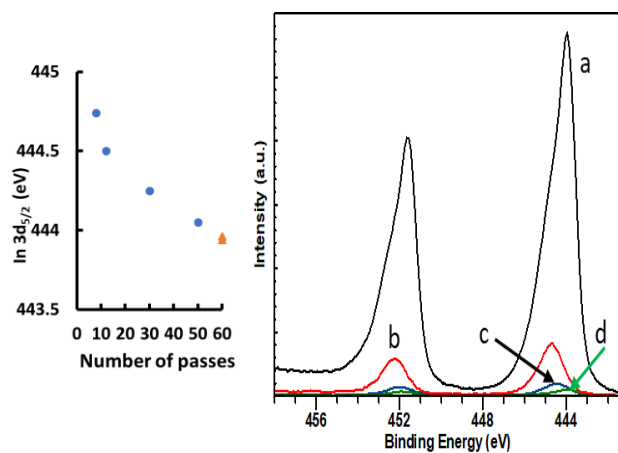 445
444.5
444
443.5
In 3d5/2 (eV)
0 10 20 30 40 50 60
Number of passes
Intensity (a.u.)
a
b
c
d
456 452 448 444
Binding Energy (eV)